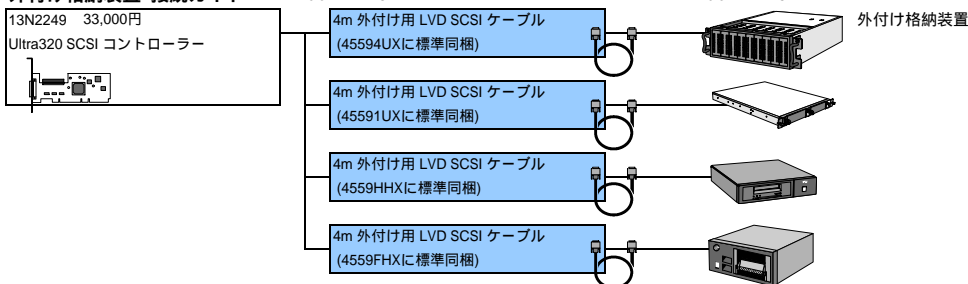 13N2249 33,000円
Ultra320 SCSI コントローラー
4m 外付け用 LVD SCSI ケーブル
(45594UXに標準同梱)
外付け格納装置
4m 外付け用 LVD SCSI ケーブル
(45591UXに標準同梱)
4m 外付け用 LVD SCSI ケーブル
(4559HHXに標準同梱)
4m 外付け用 LVD SCSI ケーブル
(4559FHXに標準同梱)